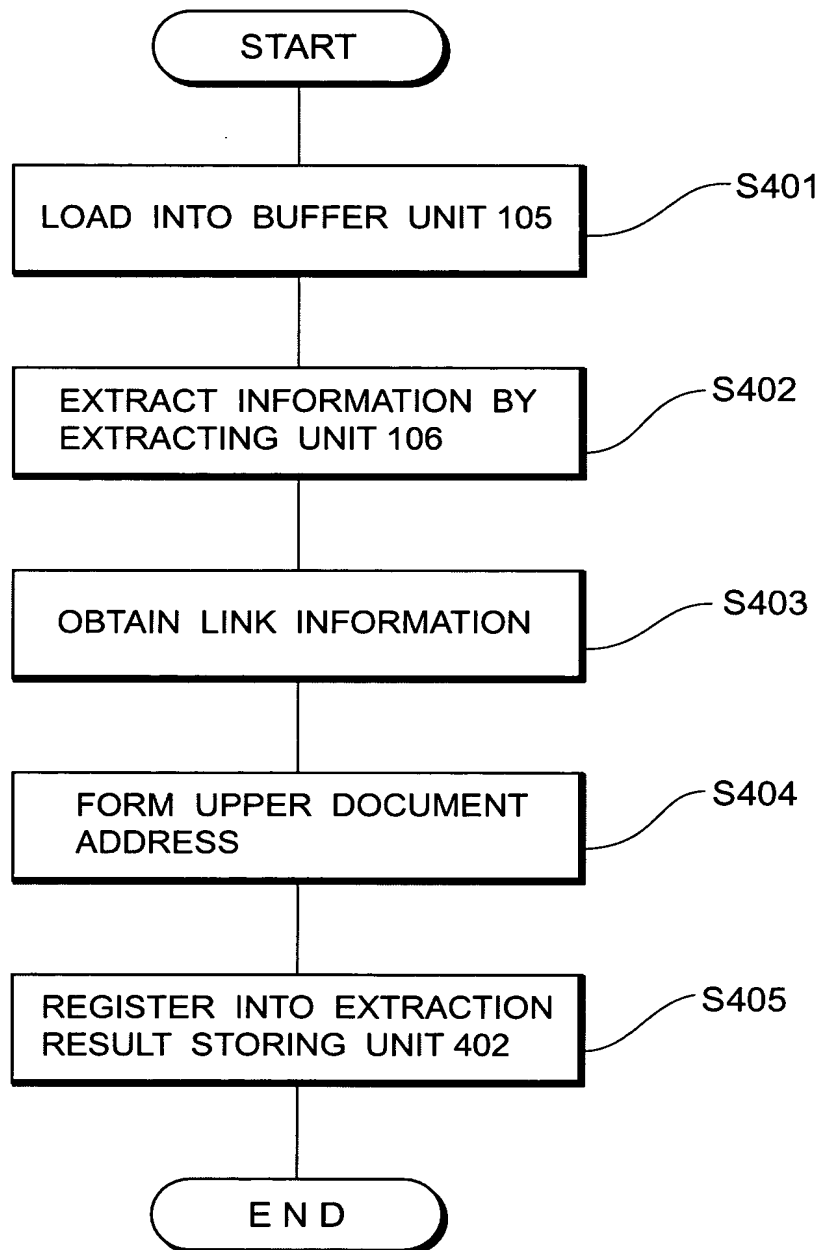 START
LOAD INTO BUFFER UNIT 105
S401
EXTRACT INFORMATION BY
EXTRACTING UNIT 106
S402
OBTAIN LINK INFORMATION
S403
FORM UPPER DOCUMENT
ADDRESS
S404
REGISTER INTO EXTRACTION
RESULT STORING UNIT 402
S405
END